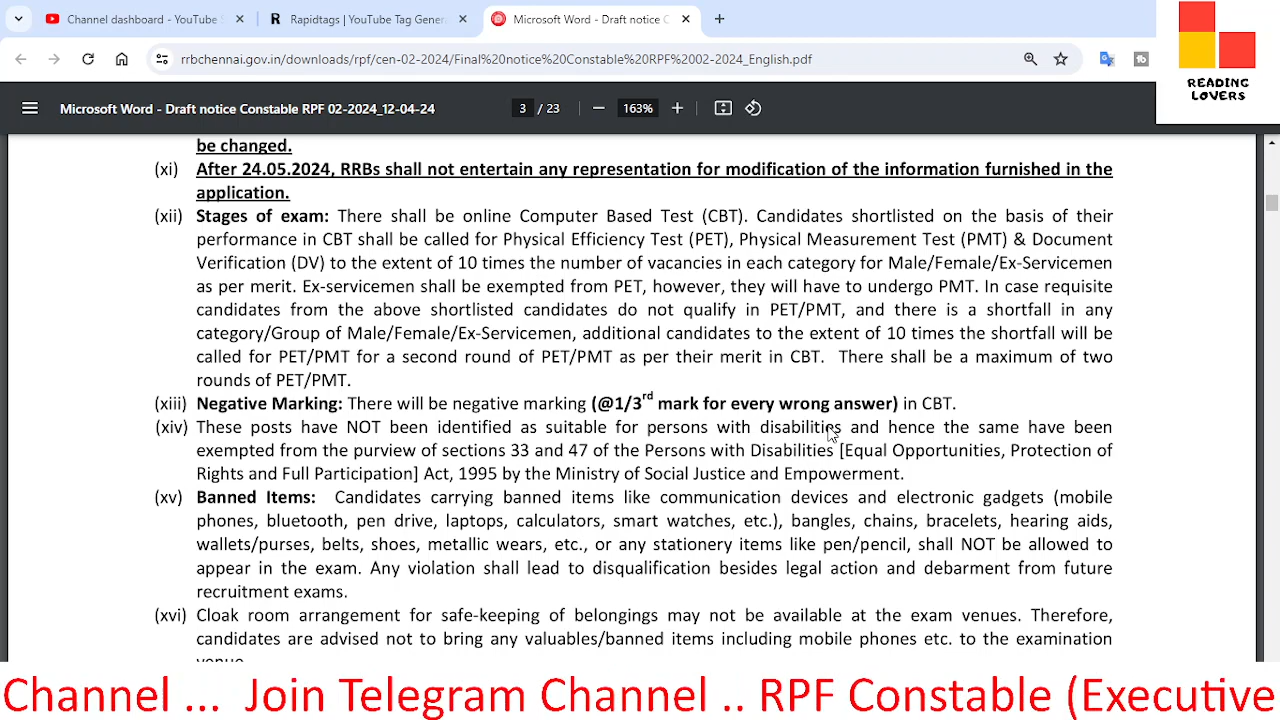 Channel dashboard - YouTube S
Rapidtags | YouTube Tag Gener
Microsoft Word - Draft notice C
rrbchennai.gov.in/downloads/rpf/cen-02-2024/Final%20notice%20Constable%20RPF%2002-2024_English.pdf
READING
LOVERS
Microsoft Word - Draft notice Constable RPF 02-2024_12-04-24
3 / 23
163%
be changed.
(xi) After 24.05.2024, RRBs shall not entertain any representation for modification of the information furnished in the
application.
(xii) Stages of exam: There shall be online Computer Based Test (CBT). Candidates shortlisted on the basis of their
performance in CBT shall be called for Physical Efficiency Test (PET), Physical Measurement Test (PMT) & Document
Verification (DV) to the extent of 10 times the number of vacancies in each category for Male/Female/Ex-Servicemen
as per merit. Ex-servicemen shall be exempted from PET, however, they will have to undergo PMT. In case requisite
candidates from the above shortlisted candidates do not qualify in PET/PMT, and there is a shortfall in any
category/Group of Male/Female/Ex-Servicemen, additional candidates to the extent of 10 times the shortfall will be
called for PET/PMT for a second round of PET/PMT as per their merit in CBT. There shall be a maximum of two
rounds of PET/PMT.
(xiii) Negative Marking: There will be negative marking (@1/3rd mark for every wrong answer) in CBT.
(xiv) These posts have NOT been identified as suitable for persons with disabilities and hence the same have been
exempted from the purview of sections 33 and 47 of the Persons with Disabilities [Equal Opportunities, Protection of
Rights and Full Participation] Act, 1995 by the Ministry of Social Justice and Empowerment.
(xv) Banned Items: Candidates carrying banned items like communication devices and electronic gadgets (mobile
phones, bluetooth, pen drive, laptops, calculators, smart watches, etc.), bangles, chains, bracelets, hearing aids,
wallets/purses, belts, shoes, metallic wears, etc., or any stationery items like pen/pencil, shall NOT be allowed to
appear in the exam. Any violation shall lead to disqualification besides legal action and debarment from future
recruitment exams.
(xvi) Cloak room arrangement for safe-keeping of belongings may not be available at the exam venues. Therefore,
candidates are advised not to bring any valuables/banned items including mobile phones etc. to the examination
venue.
Channel ... Join Telegram Channel .. RPF Constable (Executive